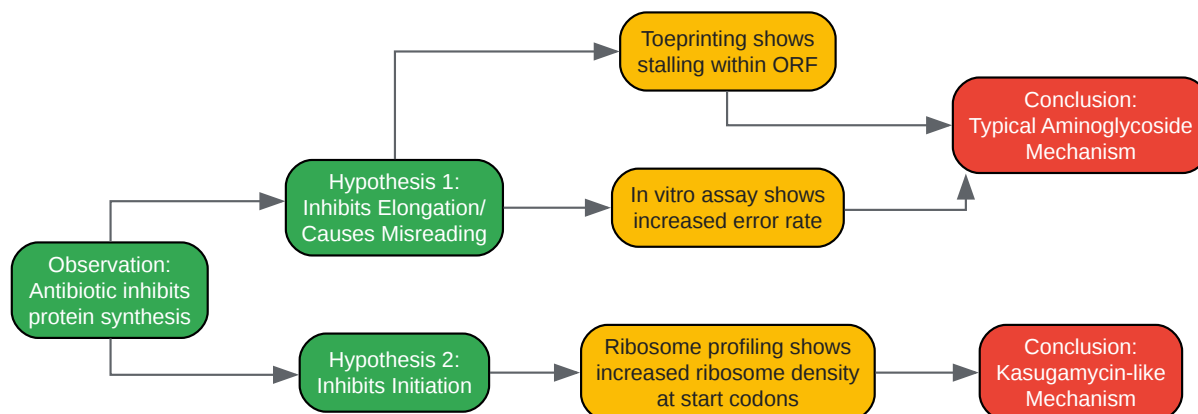 Observation:
Antibiotic inhibits
protein synthesis
Hypothesis 1:
Inhibits Elongation/
Causes Misreading
Toeprinting shows
stalling within ORF
In vitro assay shows
increased error rate
Conclusion:
Typical Aminoglycoside
Mechanism
Hypothesis 2:
Inhibits Initiation
Ribosome profiling shows
increased ribosome density
at start codons
Conclusion:
Kasugamycin-like
Mechanism